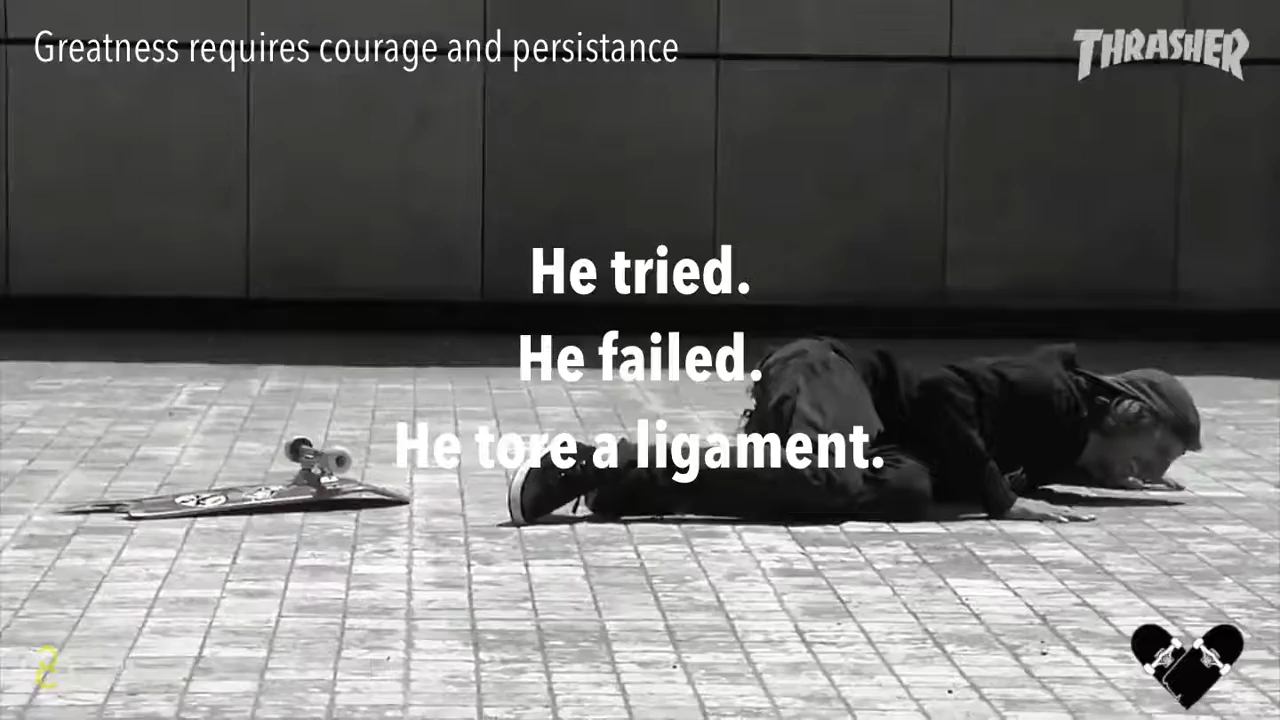 Greatness requires courage and persistance
THRASHER
He tried.
He failed.
He tore a ligament.